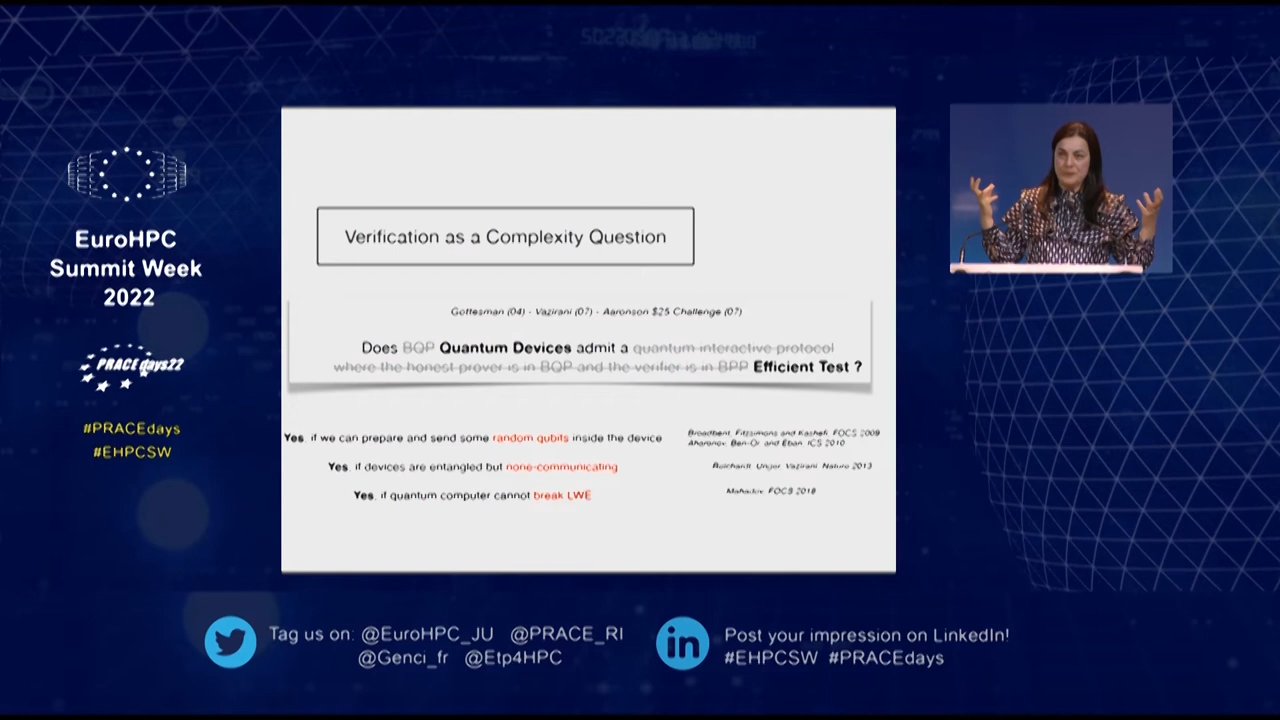 EuroHPC
Summit Week
2022
PRACEdays22
#PRACEdays
#EHPCSW
Verification as a Complexity Question
Gottesman (04) - Vazirani (07) - Aaronson $25 Challenge (07)
Does BQP Quantum Devices admit a quantum interactive protocol
where the honest prover is in BQP and the verifier is in BPP Efficient Test ?
Yes, if we can prepare and send some random qubits inside the device
Broadbent, Fitzsimons and Kashefi, FOCS 2009
Aharonov, Ben-Or and Eban, ICS 2010
Yes, if devices are entangled but none-communicating
Reichardt, Unger, Vazirani, Nature 2013
Yes, if quantum computer cannot break LWE
Mahadev, FOCS 2018
Tag us on: @EuroHPC_JU @PRACE_RI
@Genci_fr @Etp4HPC
in
Post your impression on LinkedIn!
#EHPCSW #PRACEdays